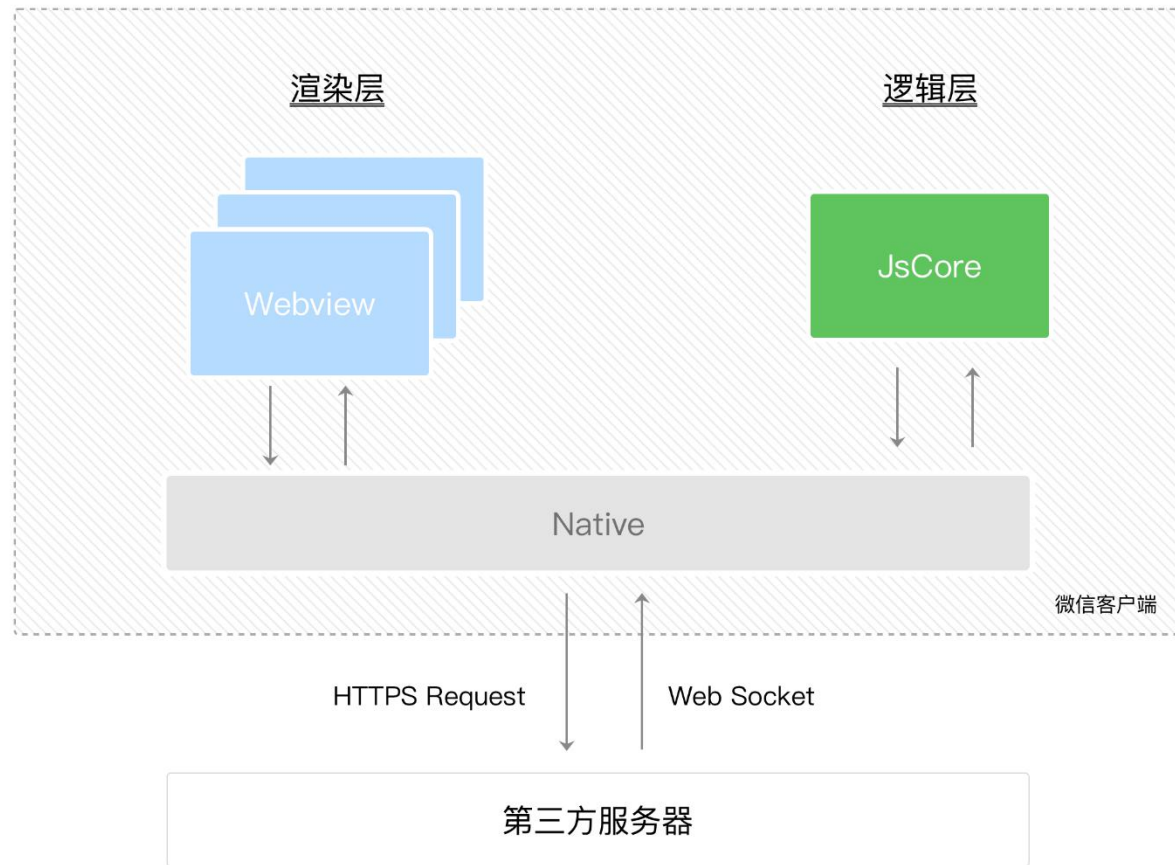 渲染层
逻辑层
Webview
JsCore
Native
微信客户端
HTTPS Request
Web Socket
第三方服务器